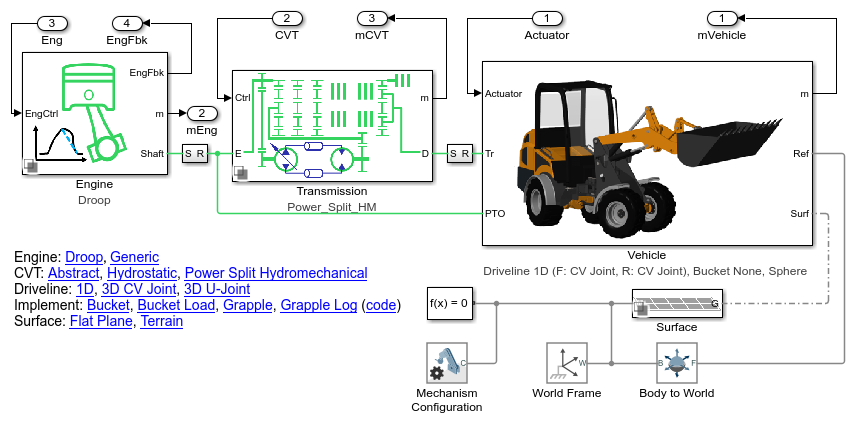 3
Eng
4
EngFbk
2
CVT
3
mCVT
1
Actuator
1
mVehicle
EngFbk
EngCtrl
m
2
mEng
Shaft
S R
Engine
Droop
Ctrl
m
E
D
S R
Transmission
Power_Split_HM
Actuator
m
Tr
Ref
PTO
Surf
Vehicle
Driveline 1D (F: CV Joint, R: CV Joint), Bucket None, Sphere
Engine: Droop, Generic
CVT: Abstract, Hydrostatic, Power Split Hydromechanical
Driveline: 1D, 3D CV Joint, 3D U-Joint
Implement: Bucket, Bucket Load, Grapple, Grapple Log (code)
Surface: Flat Plane, Terrain
f(x) = 0
G
Surface
C
Mechanism
Configuration
W
World Frame
B
F
Body to World